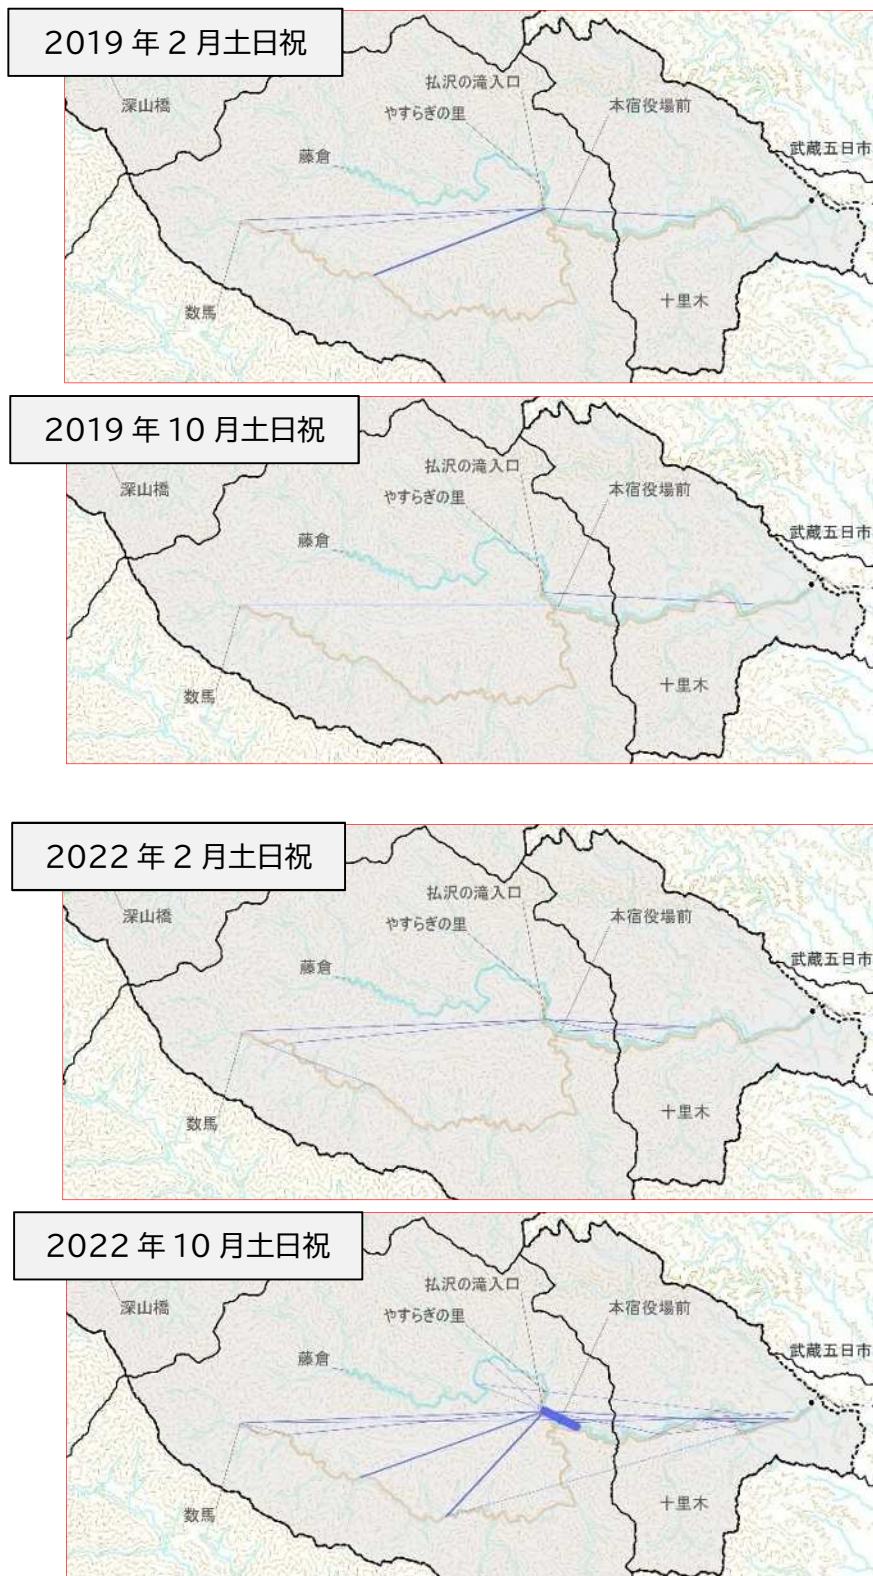 2019年2月土日祝
払沢の滝入口
深山橋
やすらぎの里
本宿役場前
武蔵五日市
藤倉
数馬
十里木
2019年10月土日祝
払沢の滝入口
深山橋
やすらぎの里
本宿役場前
武蔵五日市
藤倉
数馬
十里木
2022年2月土日祝
払沢の滝入口
深山橋
やすらぎの里
本宿役場前
武蔵五日市
藤倉
数馬
十里木
2022年10月土日祝
払沢の滝入口
深山橋
やすらぎの里
本宿役場前
武蔵五日市
藤倉
数馬
十里木